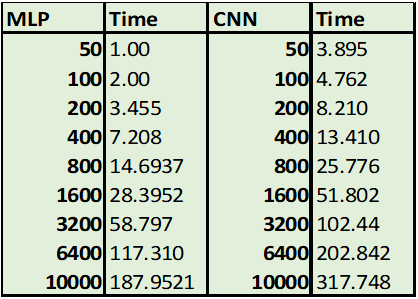 MLP Time CNN Time
50 1.00 50 3.895
100 2.00 100 4.762
200 3.455 200 8.210
400 7.208 400 13.410
800 14.6937 800 25.776
1600 28.3952 1600 51.802
3200 58.797 3200 102.44
6400 117.310 6400 202.842
10000 187.9521 10000 317.748